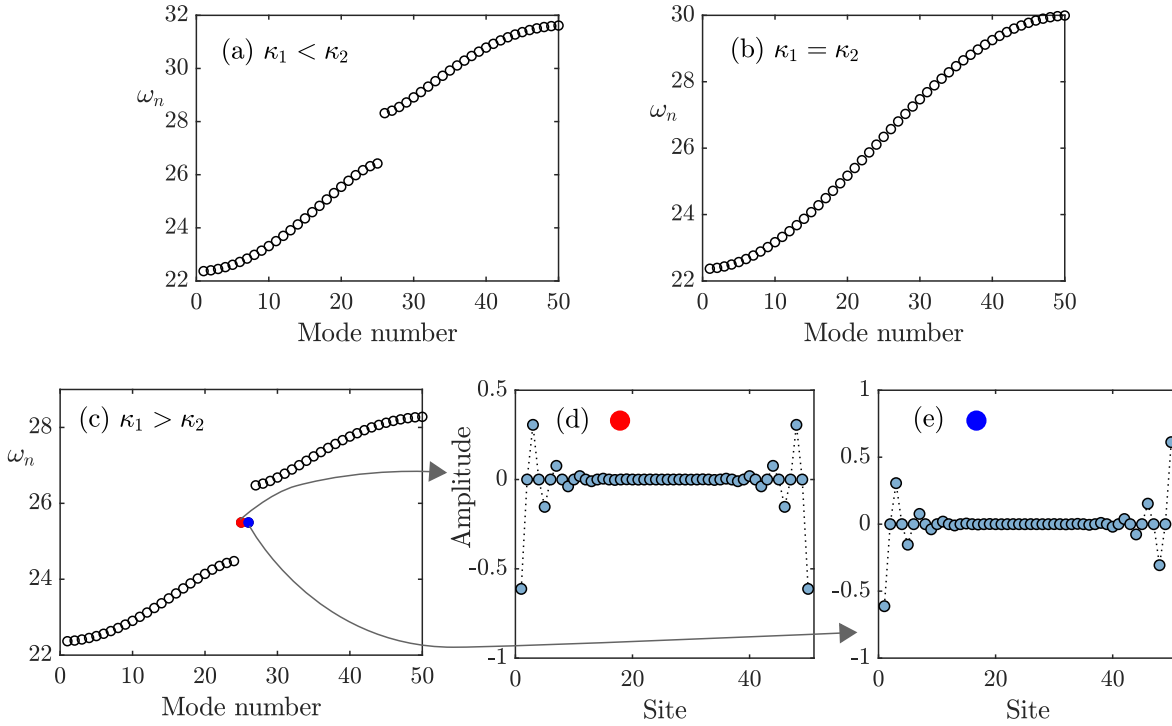 (a) κ₁ < κ₂
32
30
28
26
24
22
ωₙ
0 10 20 30 40 50
Mode number
(b) κ₁ = κ₂
30
28
26
24
22
ωₙ
0 10 20 30 40 50
Mode number
(c) κ₁ > κ₂
28
26
24
22
ωₙ
0 10 20 30 40 50
Mode number
(d)
0.5
0
-0.5
-1
Amplitude
0 20 40
Site
(e)
1
0.5
0
-0.5
-1
0 20 40
Site